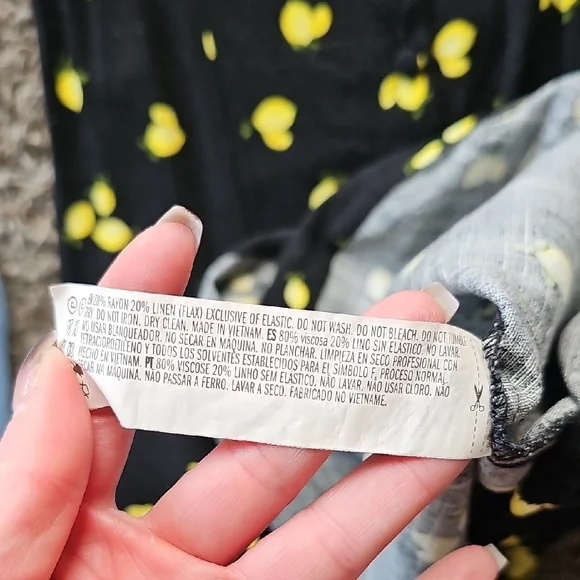 EN 80% RAYON 20% LINEN (FLAX) EXCLUSIVE OF ELASTIC. DO NOT WASH. DO NOT BLEACH. DO NOT TUMBLE
DRY. DO NOT IRON. DRY CLEAN. MADE IN VIETNAM. ES 80% viscosa 20% LINO SIN ELASTICO. NO LAVAR.
NO USAR BLANQUEADOR. NO SECAR EN MAQUINA. NO PLANCHAR. LIMPIEZA EN SECO PROFESIONAL CON
TETRACLOROETILENO Y TODOS LOS SOLVENTES ESTABLECIDOS PARA EL SIMBOLO F, PROCESO NORMAL.
HECHO EN VIETNAM. PT 80% VISCOSE 20% LINHO SEM ELASTICO. NÃO LAVAR. NÃO USAR CLORO. NÃO
NA MAQUINA. NÃO PASSAR A FERRO. LAVAR A SECO. FABRICADO NO VIETNAME.